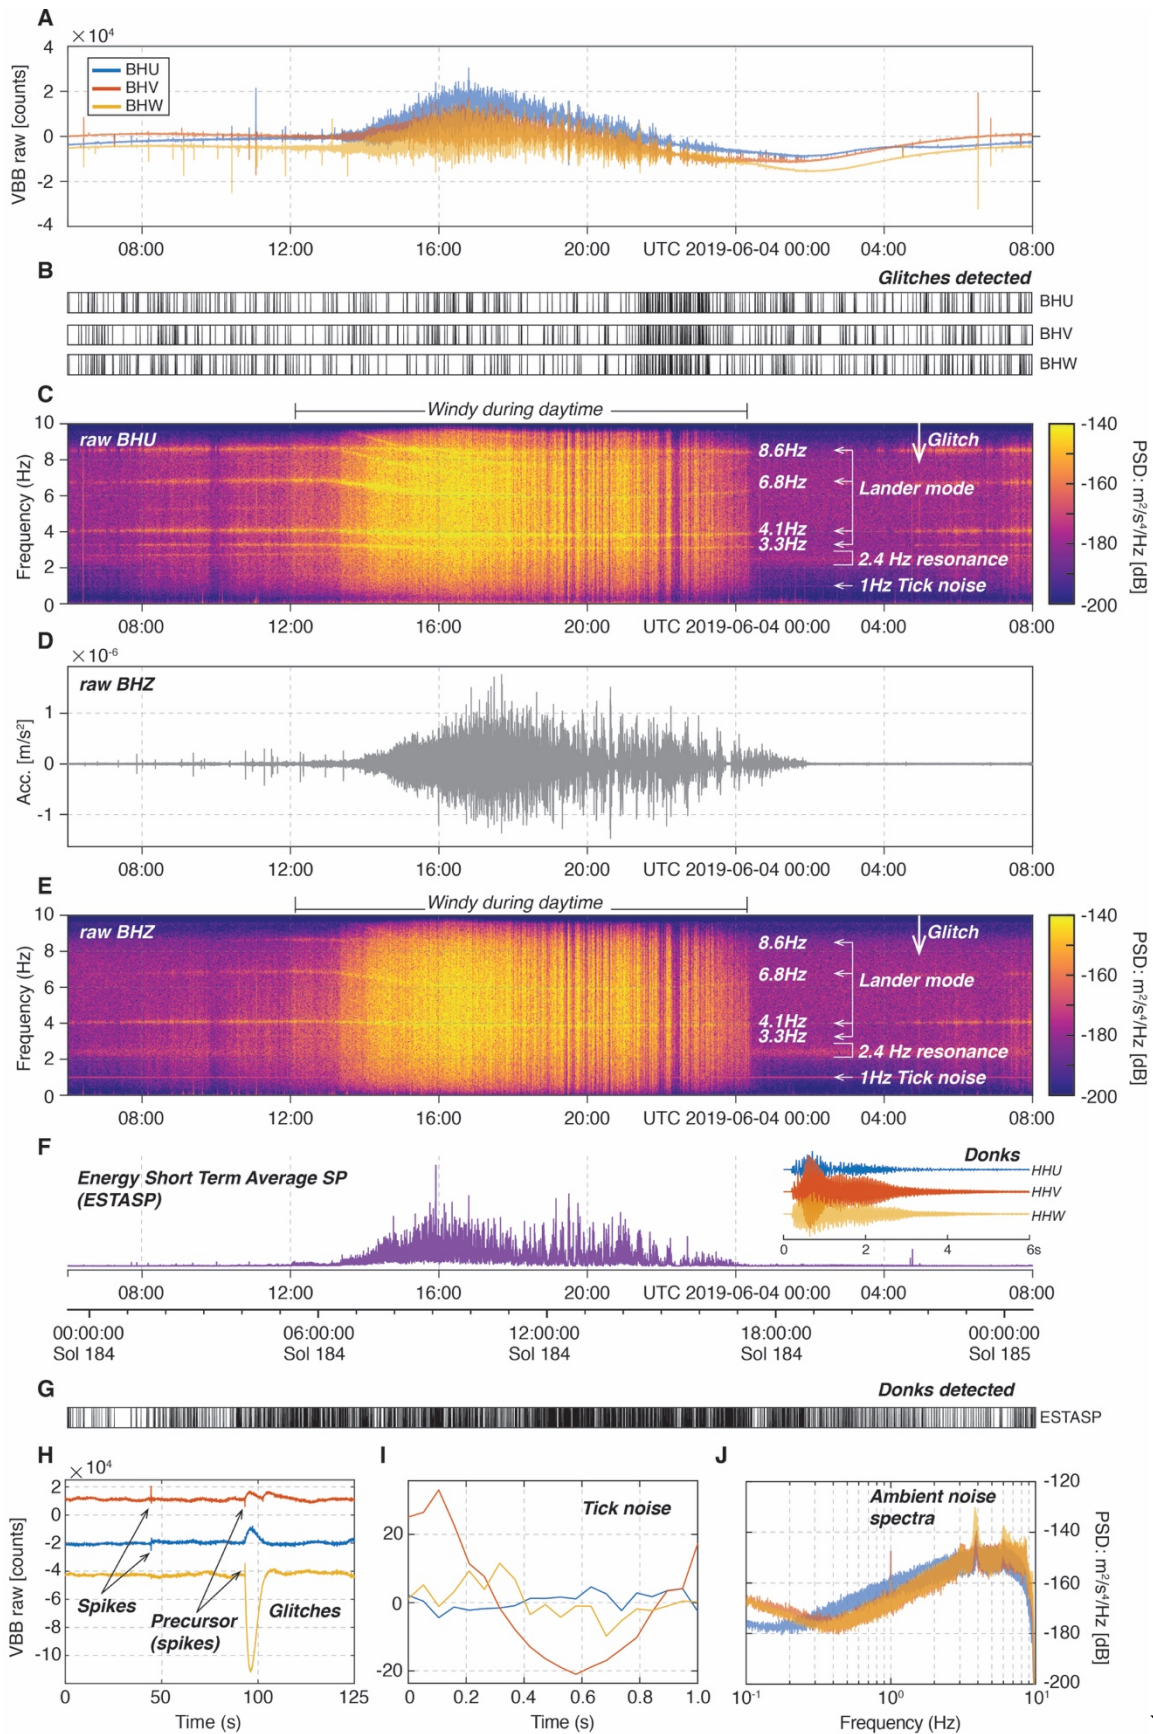 A
×10⁴
VBB raw [counts]
4
2
0
-2
-4
BHU
BHV
BHW
08:00 12:00 16:00 20:00 UTC 2019-06-04 00:00 04:00 08:00
B
Glitches detected
BHU
BHV
BHW
C
Windy during daytime
raw BHU
Frequency (Hz)
10
8
6
4
2
0
Glitch
8.6Hz
6.8Hz
Lander mode
4.1Hz
3.3Hz
2.4 Hz resonance
1Hz Tick noise
-140
-160
-180
-200
PSD: m²/s⁴/Hz [dB]
08:00 12:00 16:00 20:00 UTC 2019-06-04 00:00 04:00 08:00
D
×10⁻⁶
raw BHZ
Acc. [m/s²]
1
0
-1
08:00 12:00 16:00 20:00 UTC 2019-06-04 00:00 04:00 08:00
E
Windy during daytime
raw BHZ
Frequency (Hz)
10
8
6
4
2
0
Glitch
8.6Hz
6.8Hz
Lander mode
4.1Hz
3.3Hz
2.4 Hz resonance
1Hz Tick noise
-140
-160
-180
-200
PSD: m²/s⁴/Hz [dB]
08:00 12:00 16:00 20:00 UTC 2019-06-04 00:00 04:00 08:00
F
Energy Short Term Average SP
(ESTASP)
Donks
HHU
HHV
HHW
0 2 4 6s
08:00 12:00 16:00 20:00 UTC 2019-06-04 00:00 04:00 08:00
00:00:00 06:00:00 12:00:00 18:00:00 00:00:00
Sol 184 Sol 184 Sol 184 Sol 184 Sol 185
G
Donks detected
ESTASP
H
×10⁴
VBB raw [counts]
2
0
-2
-4
-6
-8
-10
Spikes
Precursor
(spikes)
Glitches
0 50 100 125
Time (s)
I
Tick noise
20
0
-20
0 0.2 0.4 0.6 0.8 1.0
Time (s)
J
Ambient noise
spectra
-120
-140
-160
-180
-200
PSD: m²/s⁴/Hz [dB]
10⁻¹ 10⁰ 10¹
Frequency (Hz)